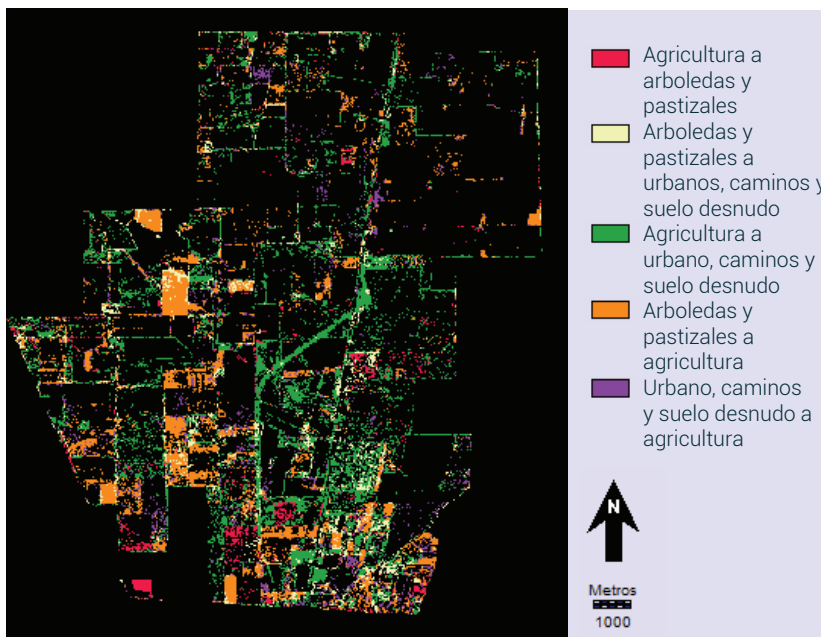 Agricultura a
arboledas y
pastizales
Arboledas y
pastizales a
urbanos, caminos y
suelo desnudo
Agricultura a
urbano, caminos y
suelo desnudo
Arboledas y
pastizales a
agricultura
Urbano, caminos
y suelo desnudo a
agricultura
N
Metros
1000